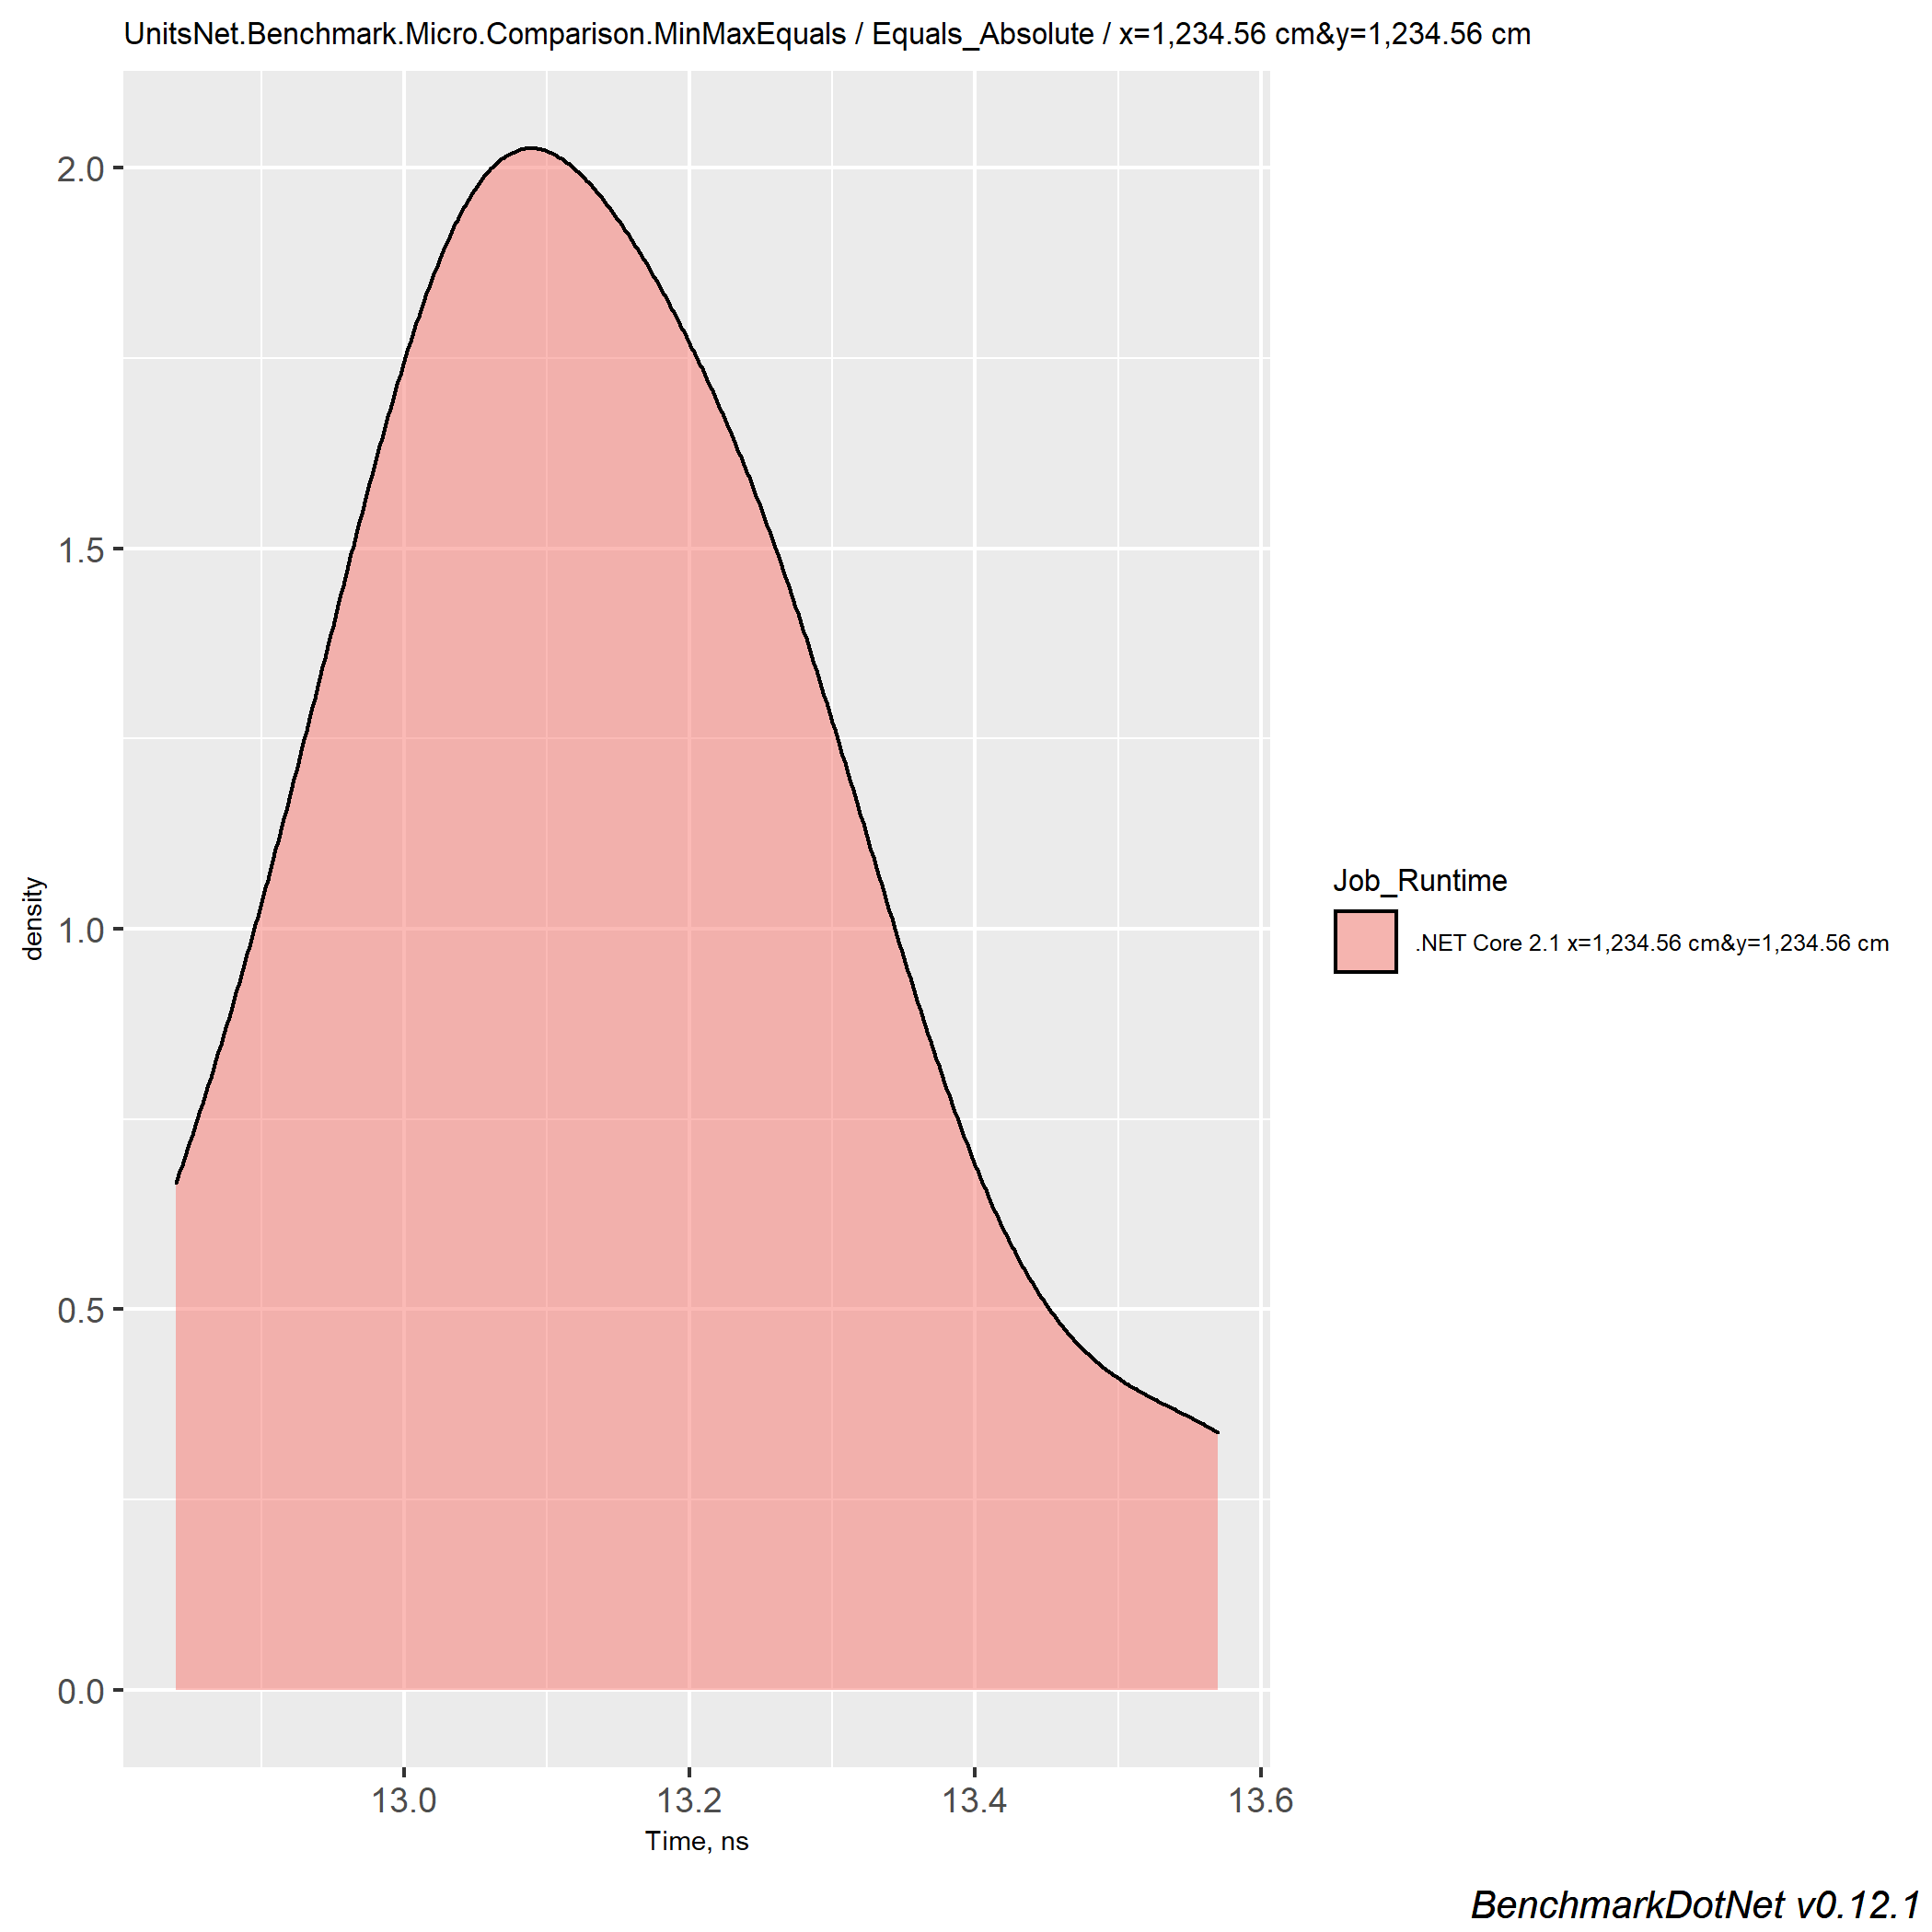 UnitsNet.Benchmark.Micro.Comparison.MinMaxEquals / Equals_Absolute / x=1,234.56 cm&y=1,234.56 cm
2.0
1.5
1.0
0.5
0.0
density
13.0 13.2 13.4 13.6
Time, ns
Job_Runtime
.NET Core 2.1 x=1,234.56 cm&y=1,234.56 cm
BenchmarkDotNet v0.12.1